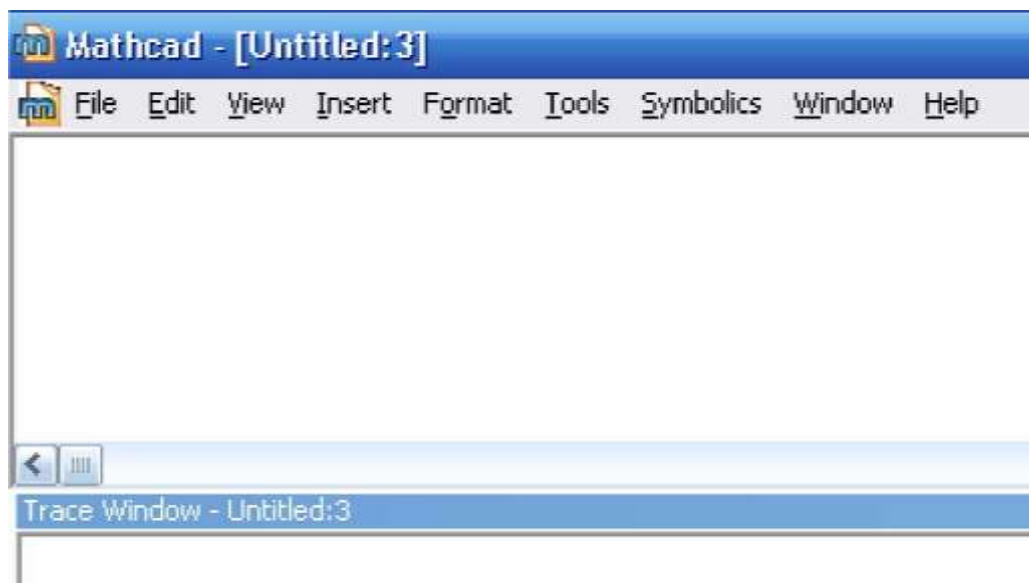 Mathcad - [Untitled:3]
File Edit View Insert Format Tools Symbolics Window Help
Trace Window - Untitled:3